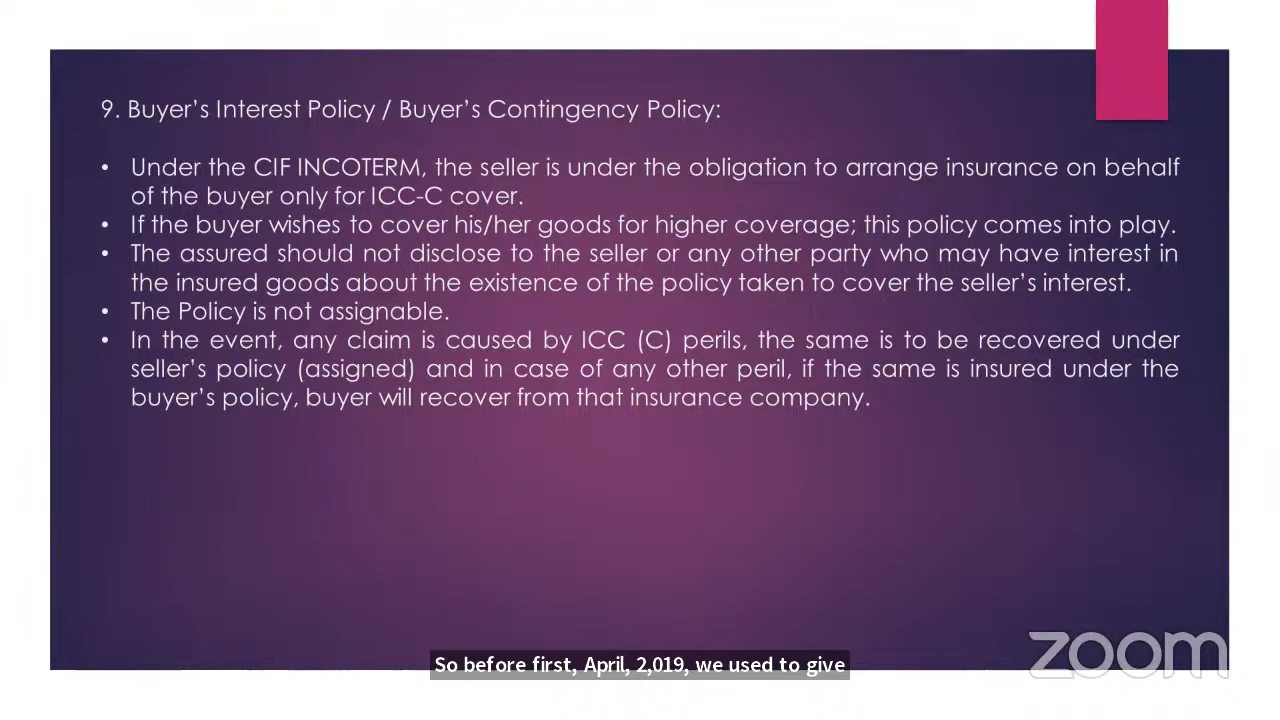 9. Buyer's Interest Policy / Buyer's Contingency Policy:
• Under the CIF INCOTERM, the seller is under the obligation to arrange insurance on behalf
of the buyer only for ICC-C cover.
• If the buyer wishes to cover his/her goods for higher coverage; this policy comes into play.
• The assured should not disclose to the seller or any other party who may have interest in
the insured goods about the existence of the policy taken to cover the seller's interest.
• The Policy is not assignable.
• In the event, any claim is caused by ICC (C) perils, the same is to be recovered under
seller's policy (assigned) and in case of any other peril, if the same is insured under the
buyer's policy, buyer will recover from that insurance company.
zoom
So before first, April, 2,019, we used to give